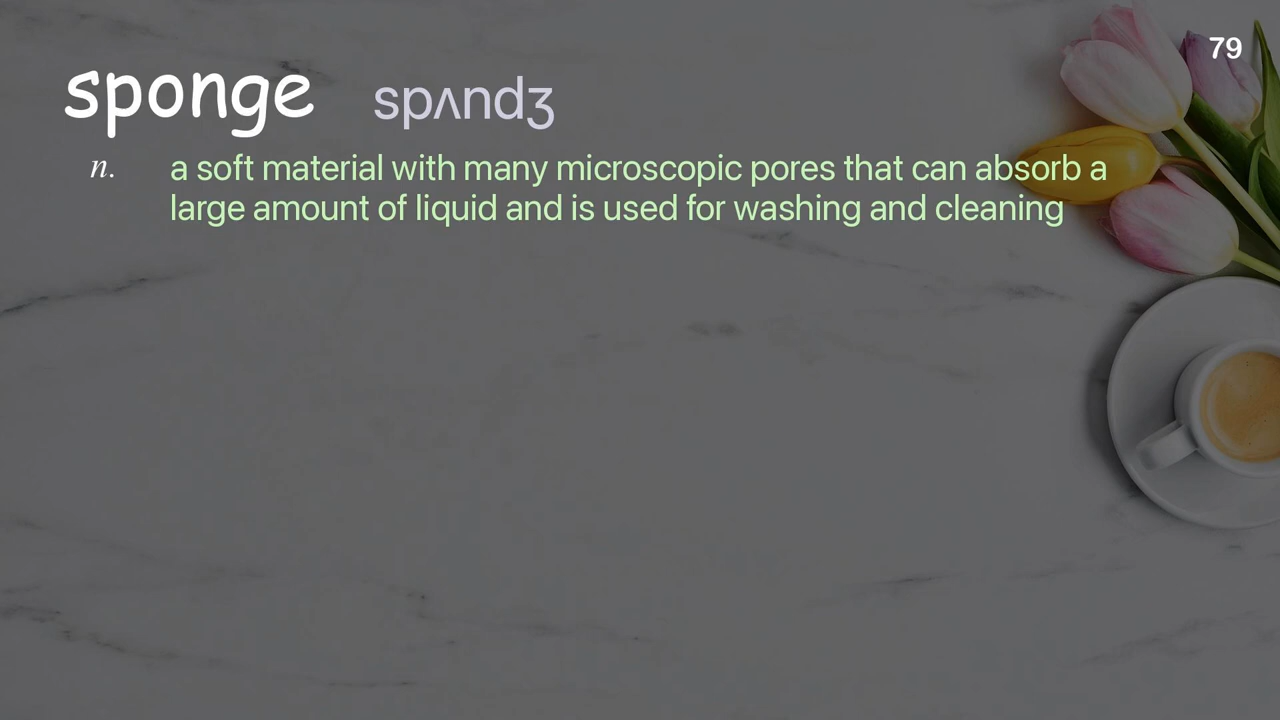 79
sponge spʌndʒ
n. a soft material with many microscopic pores that can absorb a
large amount of liquid and is used for washing and cleaning